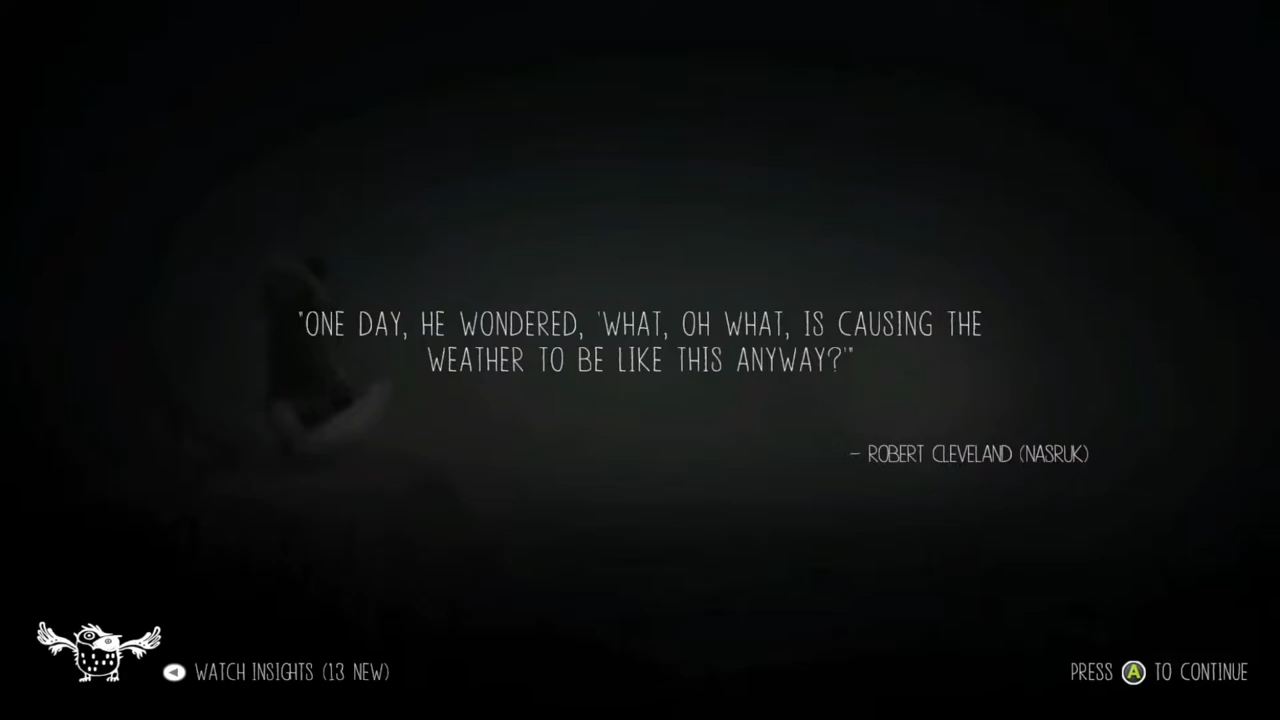 "ONE DAY, HE WONDERED, 'WHAT, OH WHAT, IS CAUSING THE
WEATHER TO BE LIKE THIS ANYWAY?'"
– ROBERT CLEVELAND (NASRUK)
WATCH INSIGHTS (13 NEW)
PRESS A TO CONTINUE